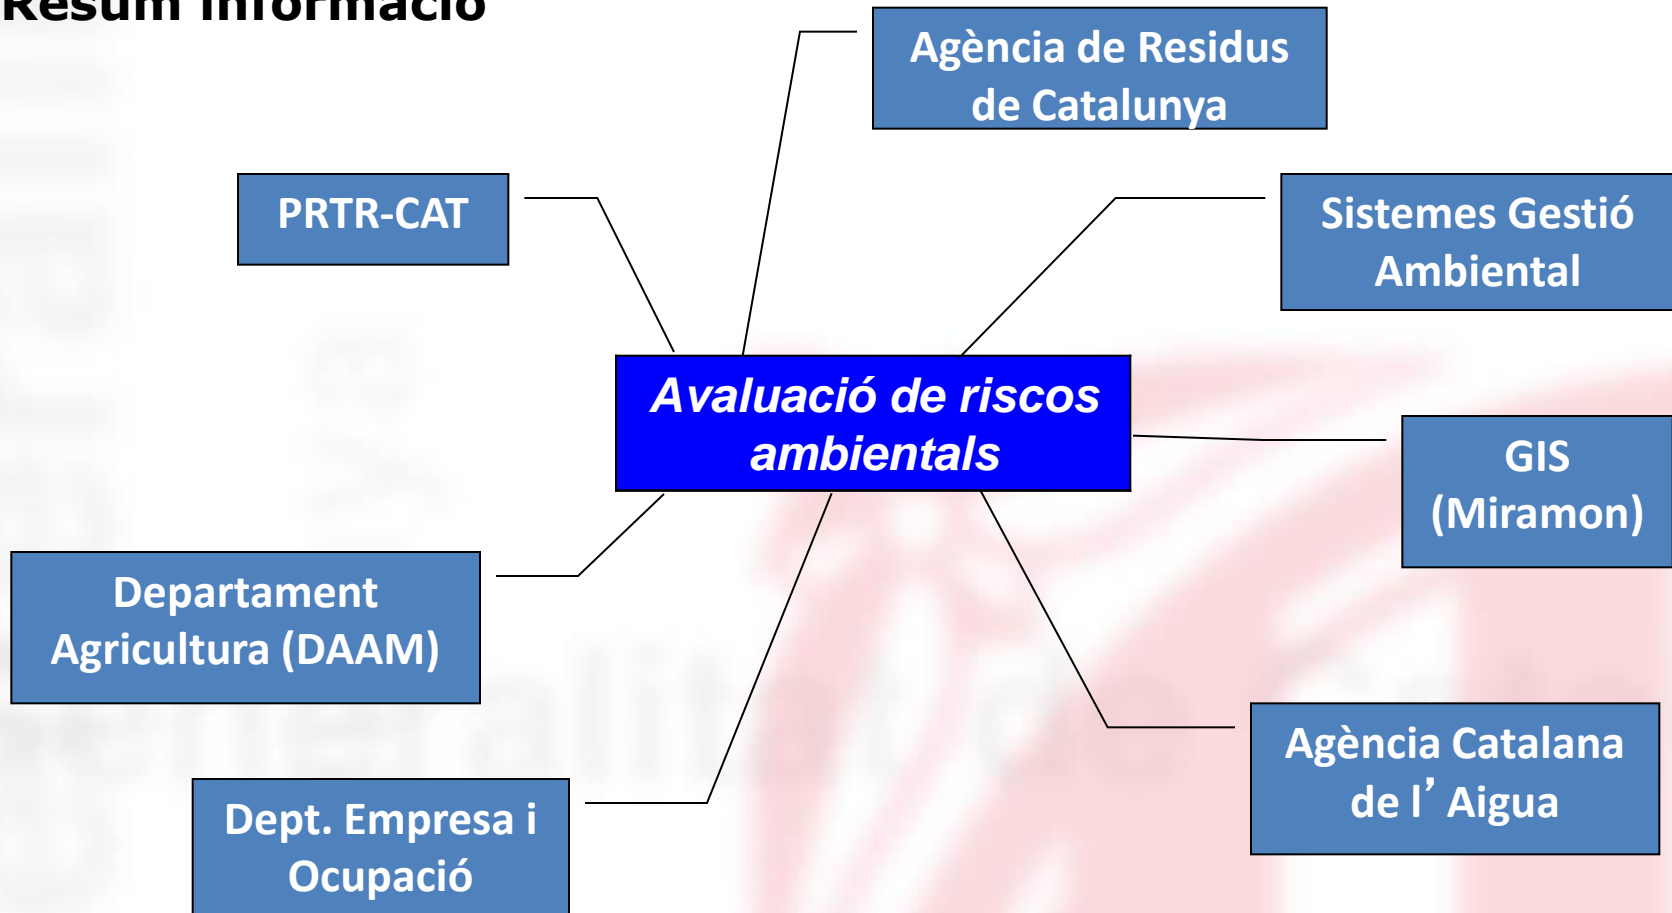 Resum informació
Agència de Residus
de Catalunya
PRTR-CAT
Sistemes Gestió
Ambiental
Avaluació de riscos
ambientals
GIS
(Miramon)
Departament
Agricultura (DAAM)
Agència Catalana
de l’ Aigua
Dept. Empresa i
Ocupació